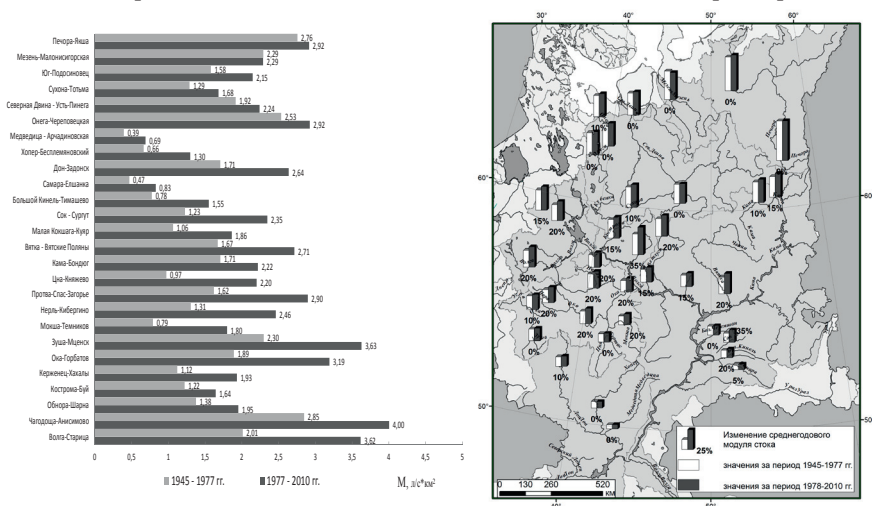 Печора-Якша 2,76 2,92
Мезень-Малонисигорская 2,29 2,29
Юг-Подосиновец 1,58 2,15
Сухона-Тотьма 1,29 1,68
Северная Двина - Усть-Пинега 1,92 2,24
Онега-Череповецкая 2,53 2,92
Медведица - Арчадиновская 0,39 0,69
Хопер-Бесплемяновский 0,66 1,30
Дон-Задонск 1,71 2,64
Самара-Елшанка 0,47 0,83
Большой Кинель-Тимашево 0,78 1,55
Сок - Сургут 1,23 2,35
Малая Кокшага-Куяр 1,06 1,86
Вятка - Вятские Поляны 1,67 2,71
Кама-Бондюг 1,71 2,22
Цна-Княжево 0,97 2,20
Протва-Спас-Загорье 1,62 2,90
Нерль-Кибергино 1,31 2,46
Мокша-Темников 0,79 1,80
Зуша-Мценск 2,30 3,63
Ока-Горбатов 1,89 3,19
Керженец-Хахалы 1,12 1,93
Кострома-Буй 1,22 1,64
Обнора-Шарна 1,38 1,95
Чагодоща-Анисимово 2,85 4,00
Волга-Старица 2,01 3,62
0 0,5 1 1,5 2 2,5 3 3,5 4 4,5 5
1945 - 1977 гг. 1977 - 2010 гг. М, л/с*км²
30° 40° 50° 60°
0%
10% 0% 0%
0% 0%
0%
60° 60°
15% 20% 10% 0% 10% 15%
15% 35% 20%
20% 20% 15% 15% 20%
20% 20%
10% 20%
0% 20% 20% 0% 35%
10% 0% 20%
5%
50° 0% 0% 50°
25% Изменение среднегодового
модуля стока
значения за период 1945-1977 гг.
значения за период 1978-2010 гг.
0 130 260 520
КМ
40° 50°